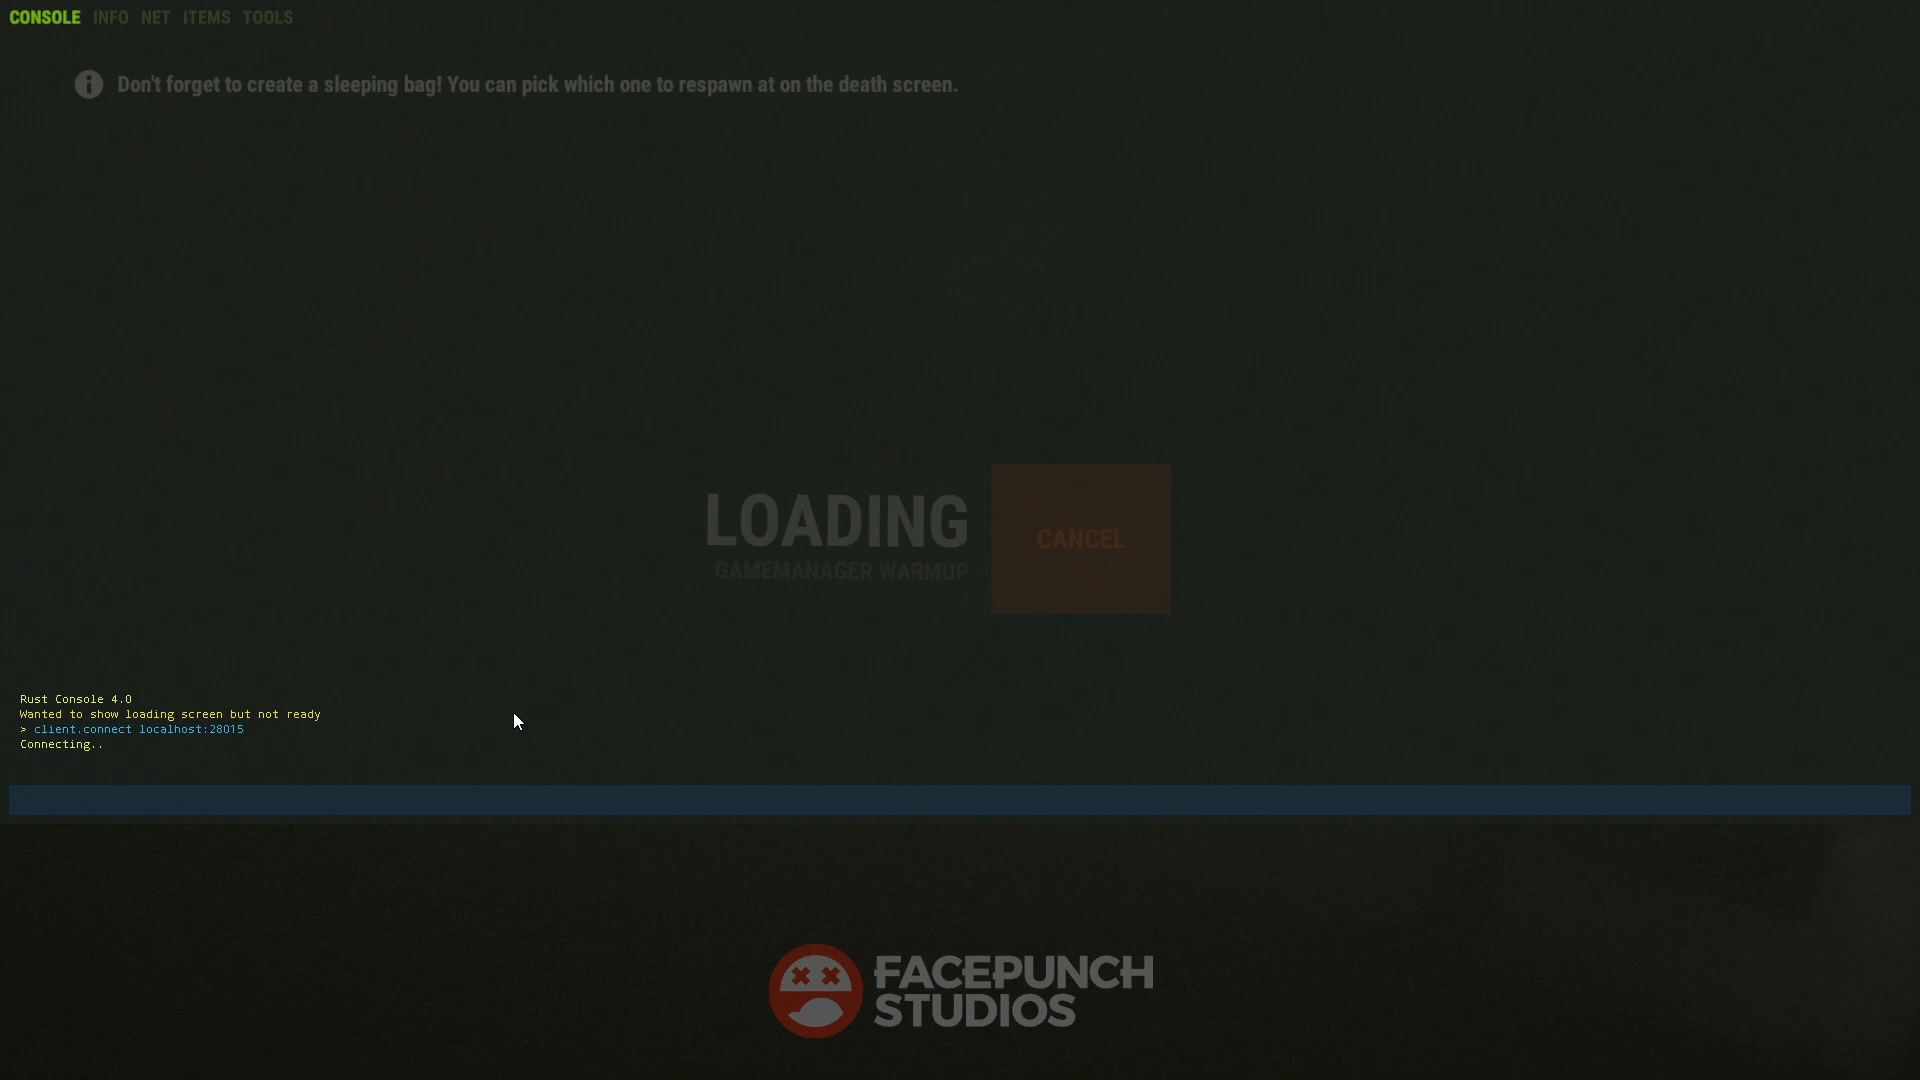 CONSOLE INFO NET ITEMS TOOLS
Don't forget to create a sleeping bag! You can pick which one to respawn at on the death screen.
LOADING
GAMEMANAGER WARMUP
CANCEL
Rust Console 4.0
Wanted to show loading screen but not ready
> client.connect localhost:28015
Connecting..
FACEPUNCH
STUDIOS